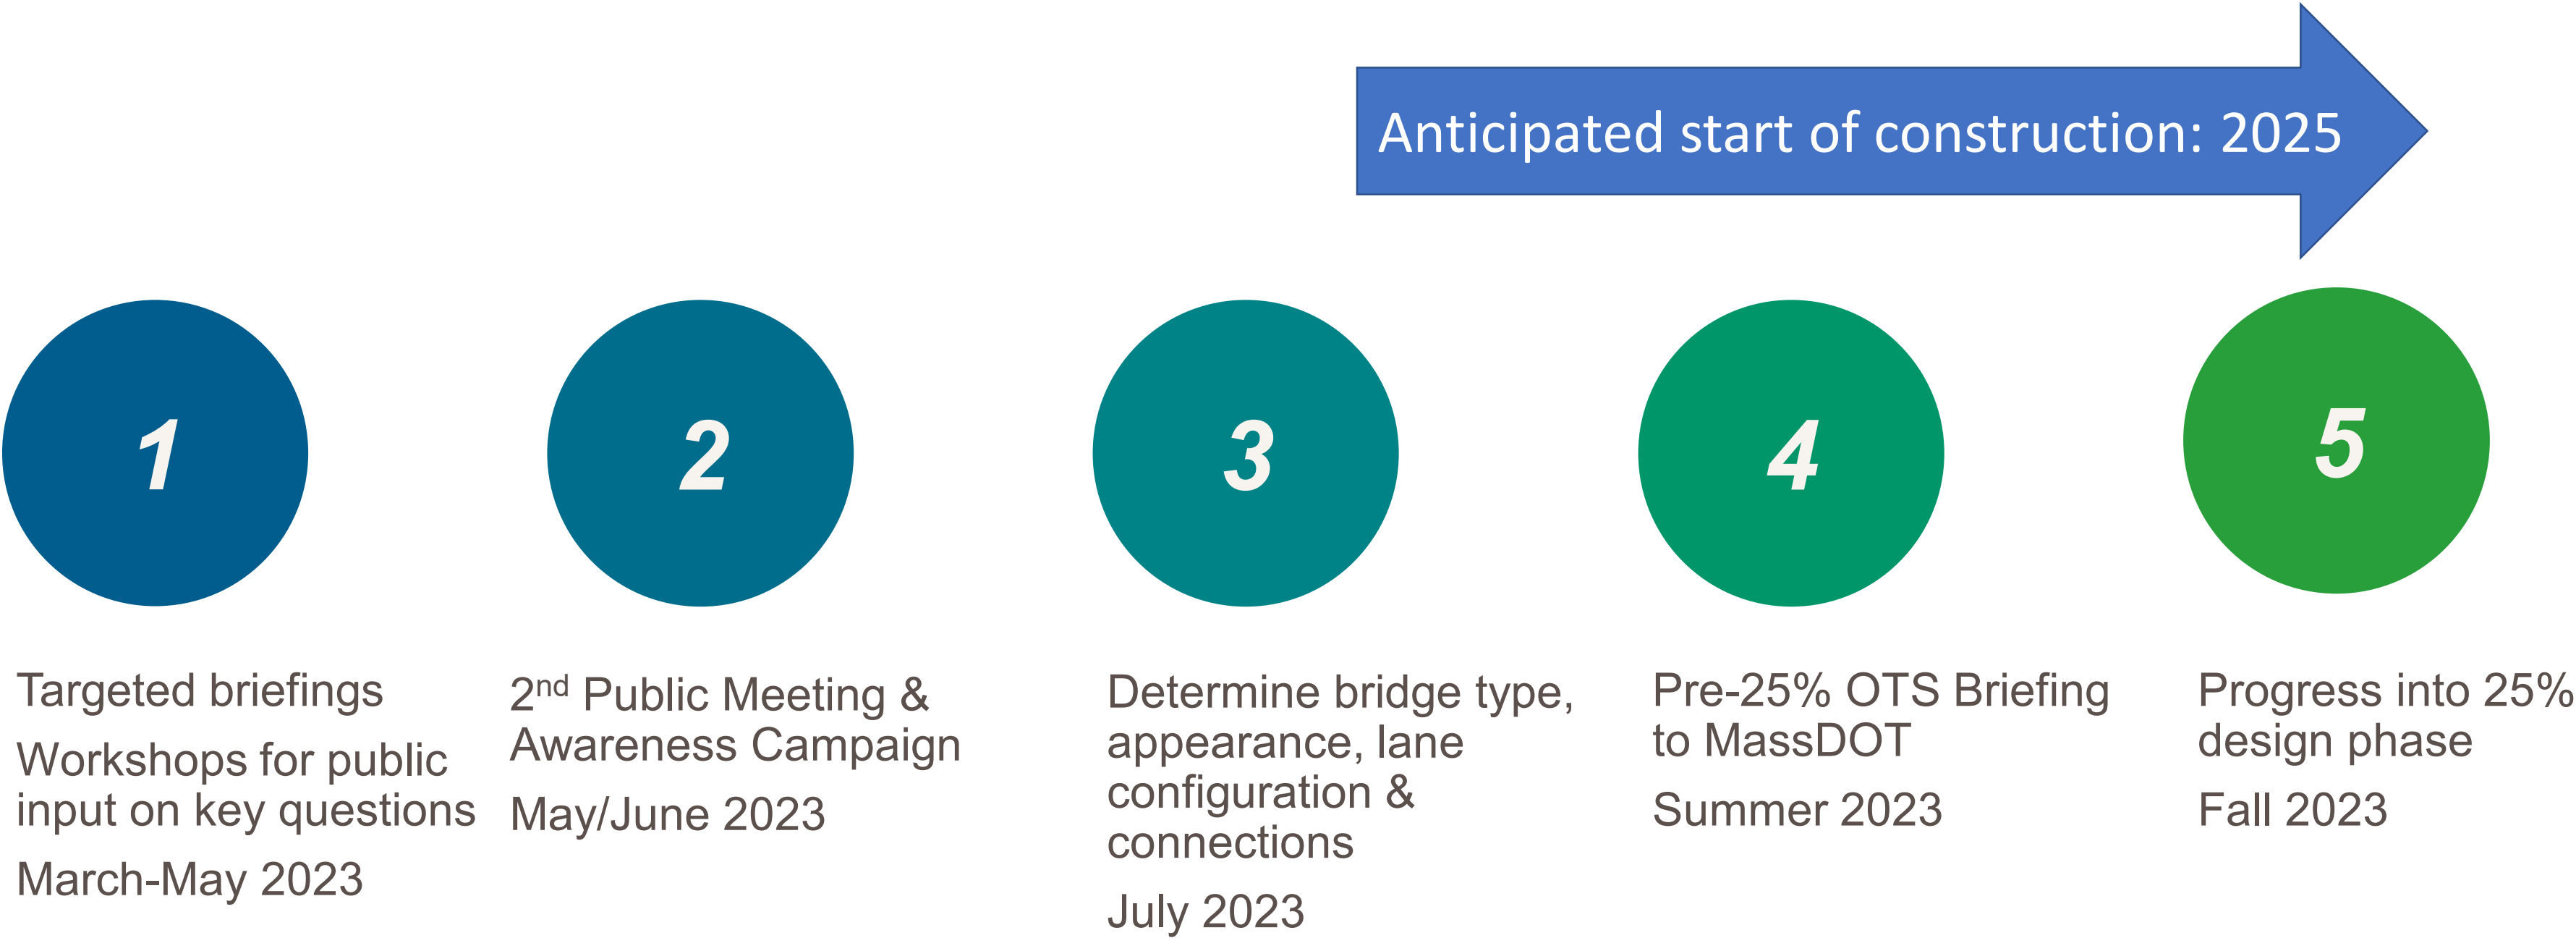 Anticipated start of construction: 2025
1
Targeted briefings
Workshops for public
input on key questions
March-May 2023
2
2nd Public Meeting &
Awareness Campaign
May/June 2023
3
Determine bridge type,
appearance, lane
configuration &
connections
July 2023
4
Pre-25% OTS Briefing
to MassDOT
Summer 2023
5
Progress into 25%
design phase
Fall 2023